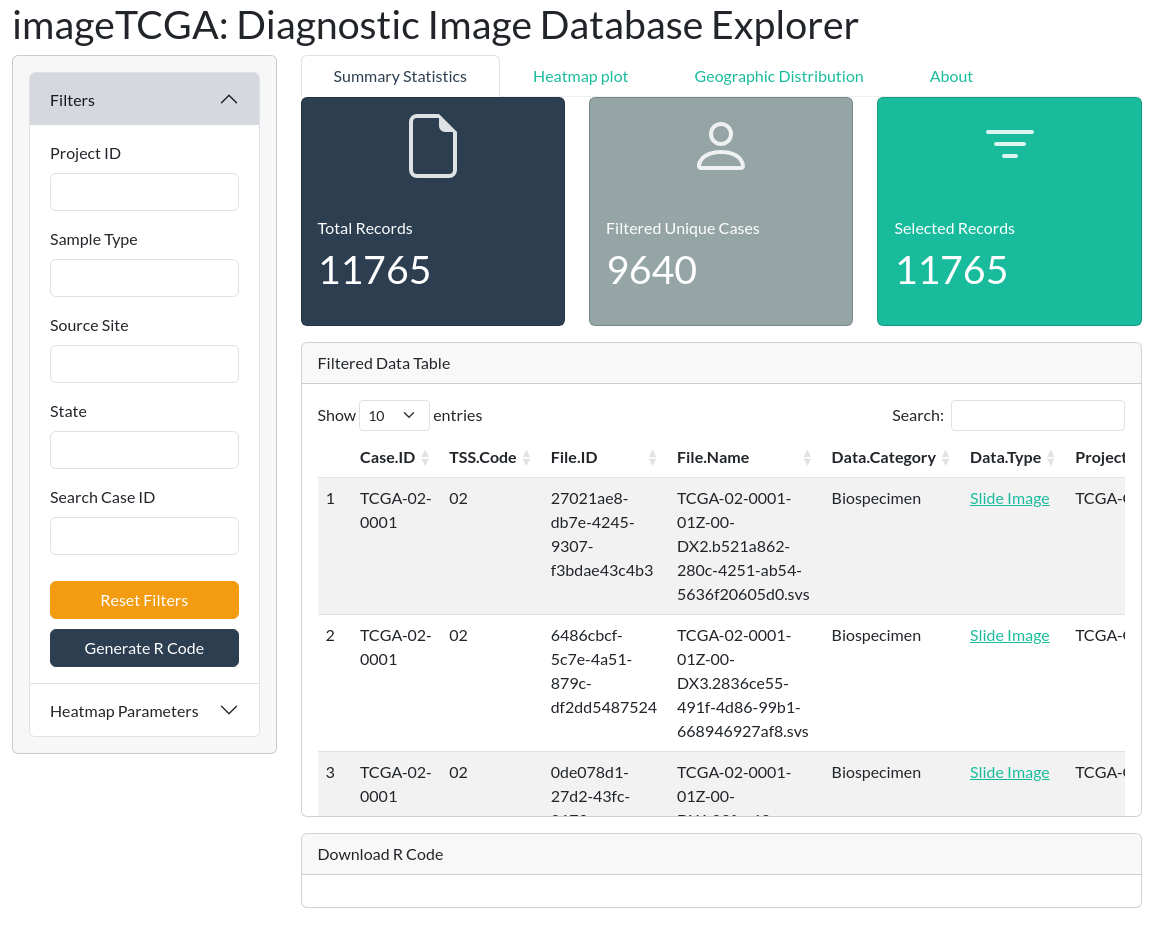 imageTCGA: Diagnostic Image Database Explorer
Filters
Project ID
Sample Type
Source Site
State
Search Case ID
Reset Filters
Generate R Code
Heatmap Parameters
Summary Statistics
Heatmap plot
Geographic Distribution
About
Total Records
11765
Filtered Unique Cases
9640
Selected Records
11765
Filtered Data Table
Show 10 entries
Search:
Case.ID TSS.Code File.ID File.Name Data.Category Data.Type Project
1 TCGA-02- 02 27021ae8- TCGA-02-0001- Biospecimen Slide Image TCGA-
0001 db7e-4245- 01Z-00-
9307- DX2.b521a862-
f3bdae43c4b3 280c-4251-ab54-
5636f20605d0.svs
2 TCGA-02- 02 6486cbcf- TCGA-02-0001- Biospecimen Slide Image TCGA-
0001 5c7e-4a51- 01Z-00-
879c- DX3.2836ce55-
df2dd5487524 491f-4d86-99b1-
668946927af8.svs
3 TCGA-02- 02 0de078d1- TCGA-02-0001- Biospecimen Slide Image TCGA-
0001 27d2-43fc- 01Z-00-
Download R Code